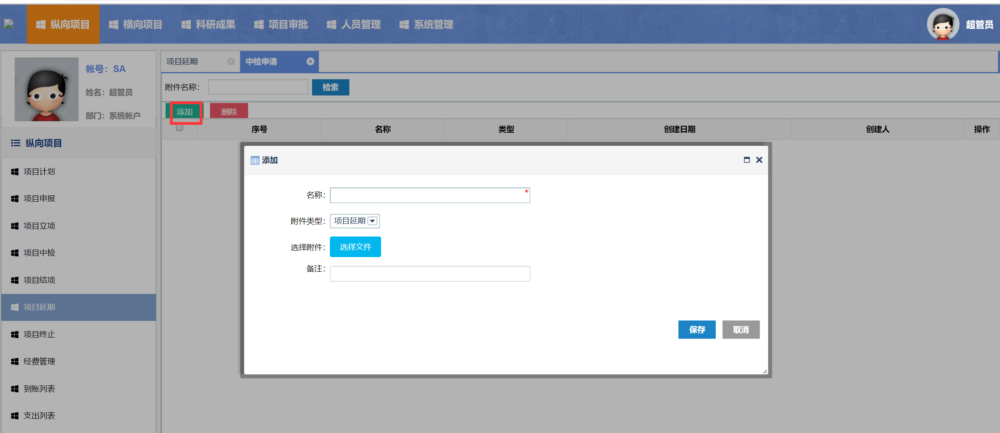 纵向项目 横向项目 科研成果 项目审批 人员管理 系统管理 超管员
帐号：SA
姓名：超管员
部门：系统帐户
纵向项目
项目计划
项目申报
项目立项
项目中检
项目结项
项目延期
项目终止
经费管理
到账列表
支出列表
项目延期 中检申请
附件名称： 检索
添加 删除
序号 名称 类型 创建日期 创建人 操作
添加
名称： *
附件类型： 项目延期
选择附件： 选择文件
备注：
保存 取消